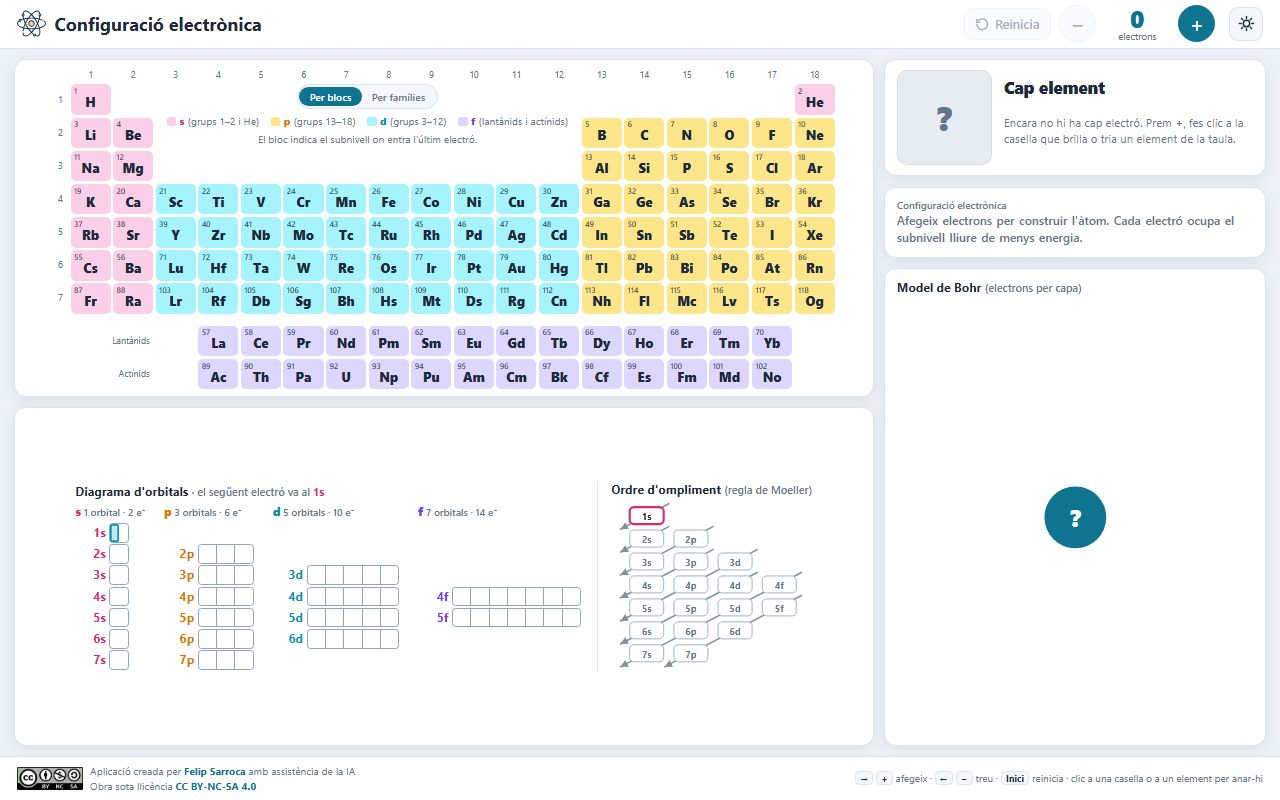 Configuració electrònica
Reinicia
−
0
electrons
+
1 2 3 4 5 6 7 8 9 10 11 12 13 14 15 16 17 18
Per blocs Per famílies
s (grups 1–2 i He) p (grups 13–18) d (grups 3–12) f (lantànids i actínids)
El bloc indica el subnivell on entra l'últim electró.
1 1 H 2 He
2 3 Li 4 Be 5 B 6 C 7 N 8 O 9 F 10 Ne
3 11 Na 12 Mg 13 Al 14 Si 15 P 16 S 17 Cl 18 Ar
4 19 K 20 Ca 21 Sc 22 Ti 23 V 24 Cr 25 Mn 26 Fe 27 Co 28 Ni 29 Cu 30 Zn 31 Ga 32 Ge 33 As 34 Se 35 Br 36 Kr
5 37 Rb 38 Sr 39 Y 40 Zr 41 Nb 42 Mo 43 Tc 44 Ru 45 Rh 46 Pd 47 Ag 48 Cd 49 In 50 Sn 51 Sb 52 Te 53 I 54 Xe
6 55 Cs 56 Ba 71 Lu 72 Hf 73 Ta 74 W 75 Re 76 Os 77 Ir 78 Pt 79 Au 80 Hg 81 Tl 82 Pb 83 Bi 84 Po 85 At 86 Rn
7 87 Fr 88 Ra 103 Lr 104 Rf 105 Db 106 Sg 107 Bh 108 Hs 109 Mt 110 Ds 111 Rg 112 Cn 113 Nh 114 Fl 115 Mc 116 Lv 117 Ts 118 Og
Lantànids 57 La 58 Ce 59 Pr 60 Nd 61 Pm 62 Sm 63 Eu 64 Gd 65 Tb 66 Dy 67 Ho 68 Er 69 Tm 70 Yb
Actínids 89 Ac 90 Th 91 Pa 92 U 93 Np 94 Pu 95 Am 96 Cm 97 Bk 98 Cf 99 Es 100 Fm 101 Md 102 No
?
Cap element
Encara no hi ha cap electró. Prem +, fes clic a la
casella que brilla o tria un element de la taula.
Configuració electrònica
Afegeix electrons per construir l'àtom. Cada electró ocupa el
subnivell lliure de menys energia.
Model de Bohr (electrons per capa)
?
Diagrama d'orbitals · el següent electró va al 1s
s 1 orbital · 2 e⁻ p 3 orbitals · 6 e⁻ d 5 orbitals · 10 e⁻ f 7 orbitals · 14 e⁻
1s
2s 2p
3s 3p 3d
4s 4p 4d 4f
5s 5p 5d 5f
6s 6p 6d
7s 7p
Ordre d'ompliment (regla de Moeller)
1s
2s 2p
3s 3p 3d
4s 4p 4d 4f
5s 5p 5d 5f
6s 6p 6d
7s 7p
cc BY NC SA
Aplicació creada per Felip Sarroca amb assistència de la IA
Obra sota llicència CC BY-NC-SA 4.0
→ + afegeix · ← − treu · Inici reinicia · clic a una casella o a un element per anar-hi